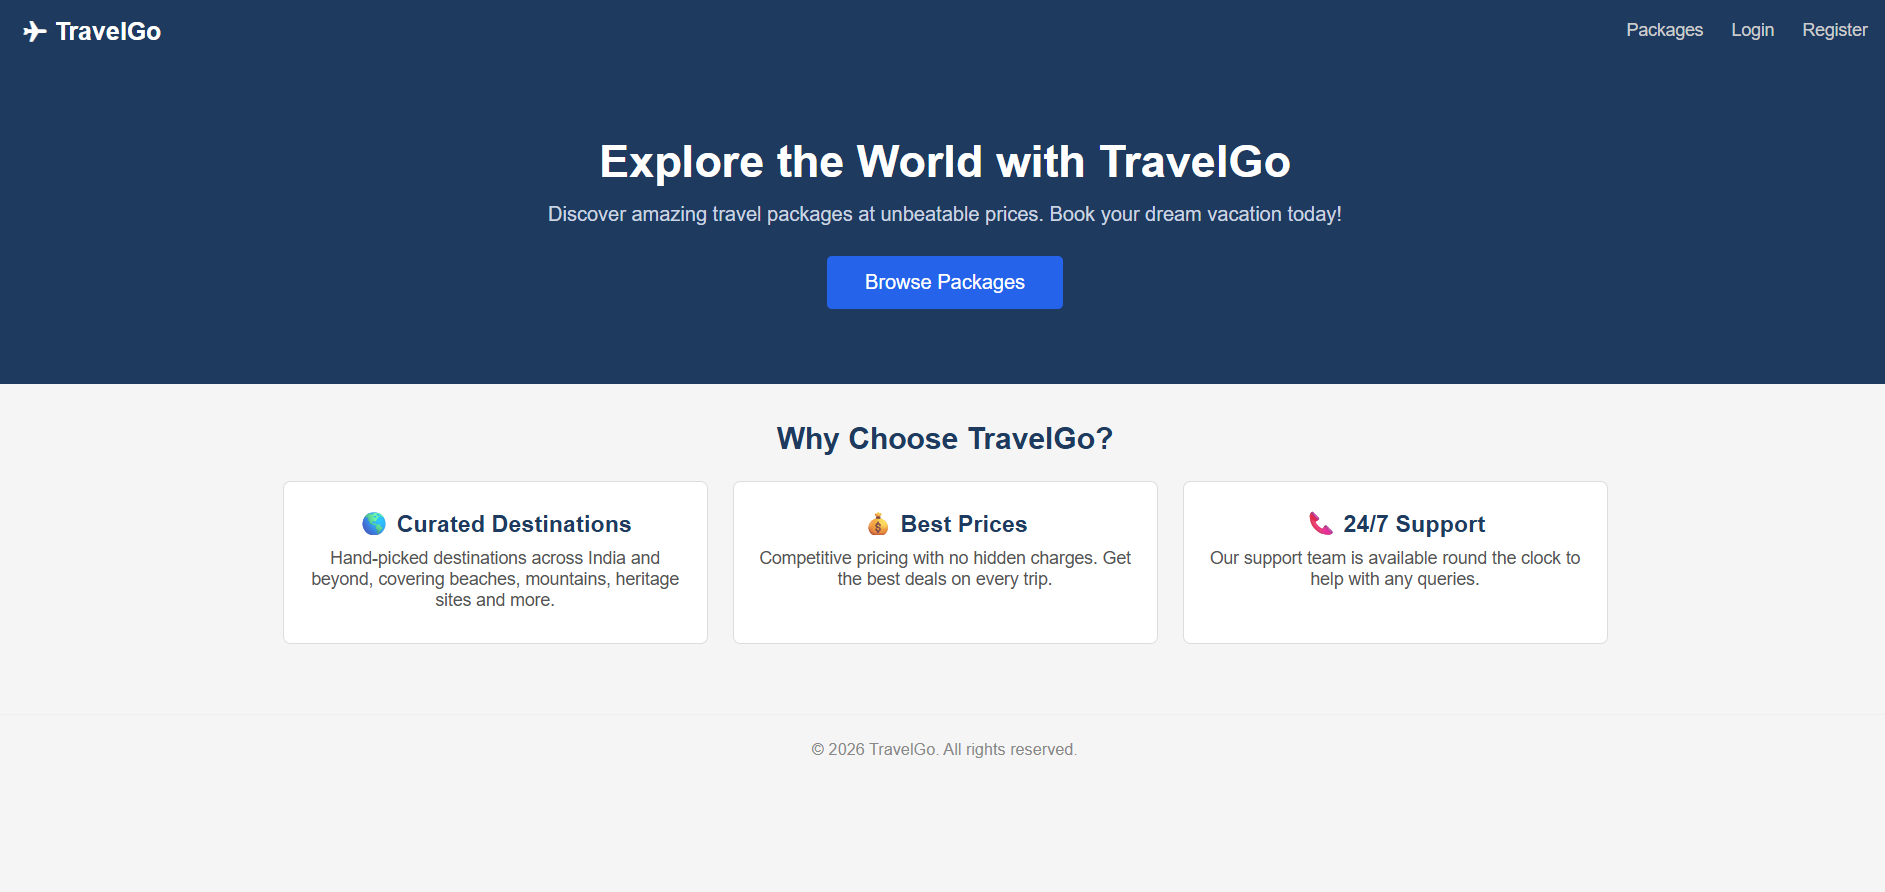 TravelGo
Packages
Login
Register
Explore the World with TravelGo
Discover amazing travel packages at unbeatable prices. Book your dream vacation today!
Browse Packages
Why Choose TravelGo?
Curated Destinations
Hand-picked destinations across India and
beyond, covering beaches, mountains, heritage
sites and more.
Best Prices
Competitive pricing with no hidden charges. Get
the best deals on every trip.
24/7 Support
Our support team is available round the clock to
help with any queries.
© 2026 TravelGo. All rights reserved.